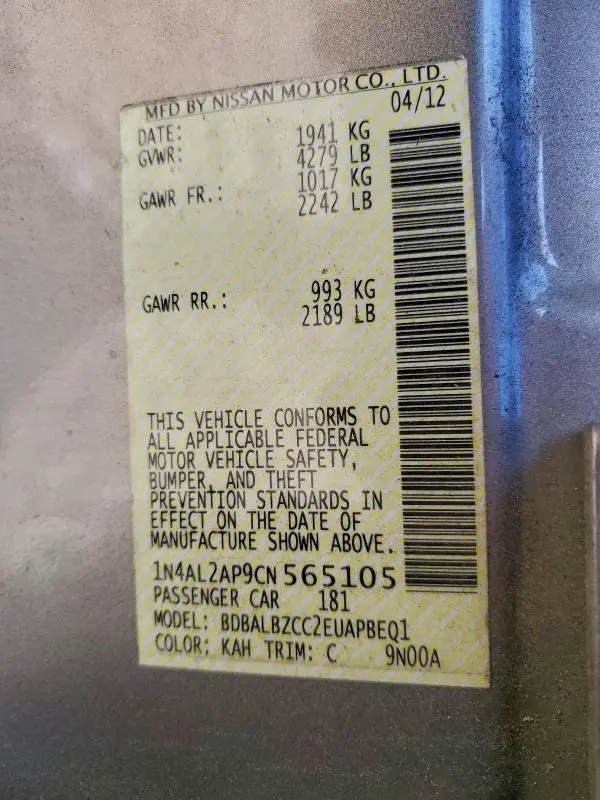 MFD BY NISSAN MOTOR CO., LTD.
DATE: 04/12
GVWR: 1941 KG
4279 LB
GAWR FR.: 1017 KG
2242 LB
GAWR RR.: 993 KG
2189 LB
THIS VEHICLE CONFORMS TO
ALL APPLICABLE FEDERAL
MOTOR VEHICLE SAFETY,
BUMPER, AND THEFT
PREVENTION STANDARDS IN
EFFECT ON THE DATE OF
MANUFACTURE SHOWN ABOVE.
1N4AL2AP9CN565105
PASSENGER CAR 181
MODEL: BDBALBZCC2EUAPBEQ1
COLOR: KAH TRIM: C 9N00A